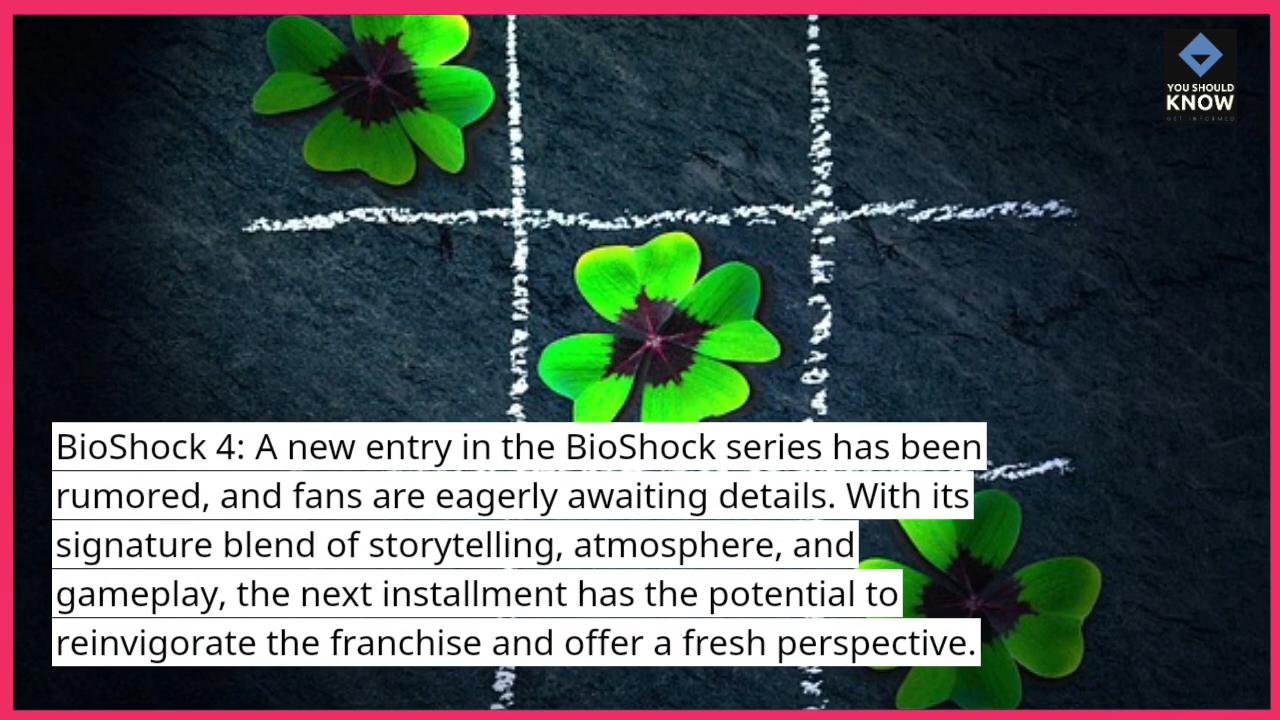 YOU SHOULD
KNOW
GET INFORMED
BioShock 4: A new entry in the BioShock series has been
rumored, and fans are eagerly awaiting details. With its
signature blend of storytelling, atmosphere, and
gameplay, the next installment has the potential to
reinvigorate the franchise and offer a fresh perspective.